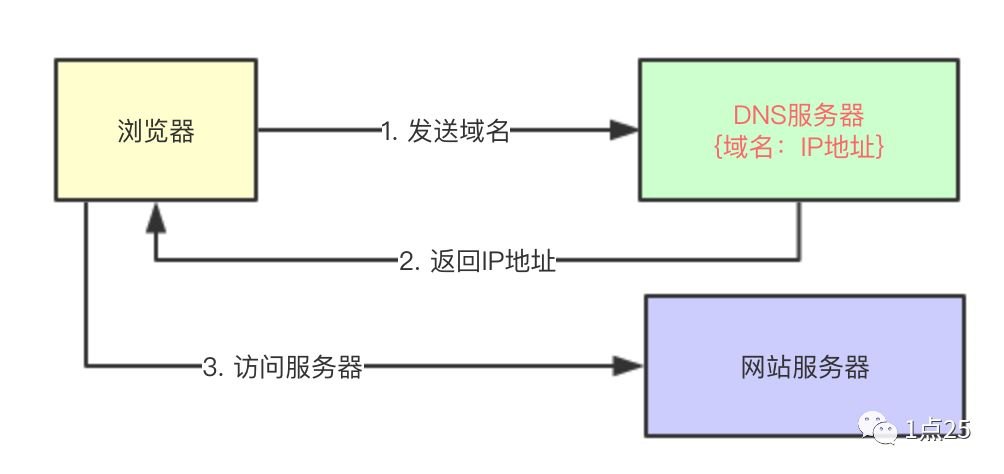 浏览器
1. 发送域名
DNS服务器
{域名：IP地址}
2. 返回IP地址
3. 访问服务器
网站服务器
1点25